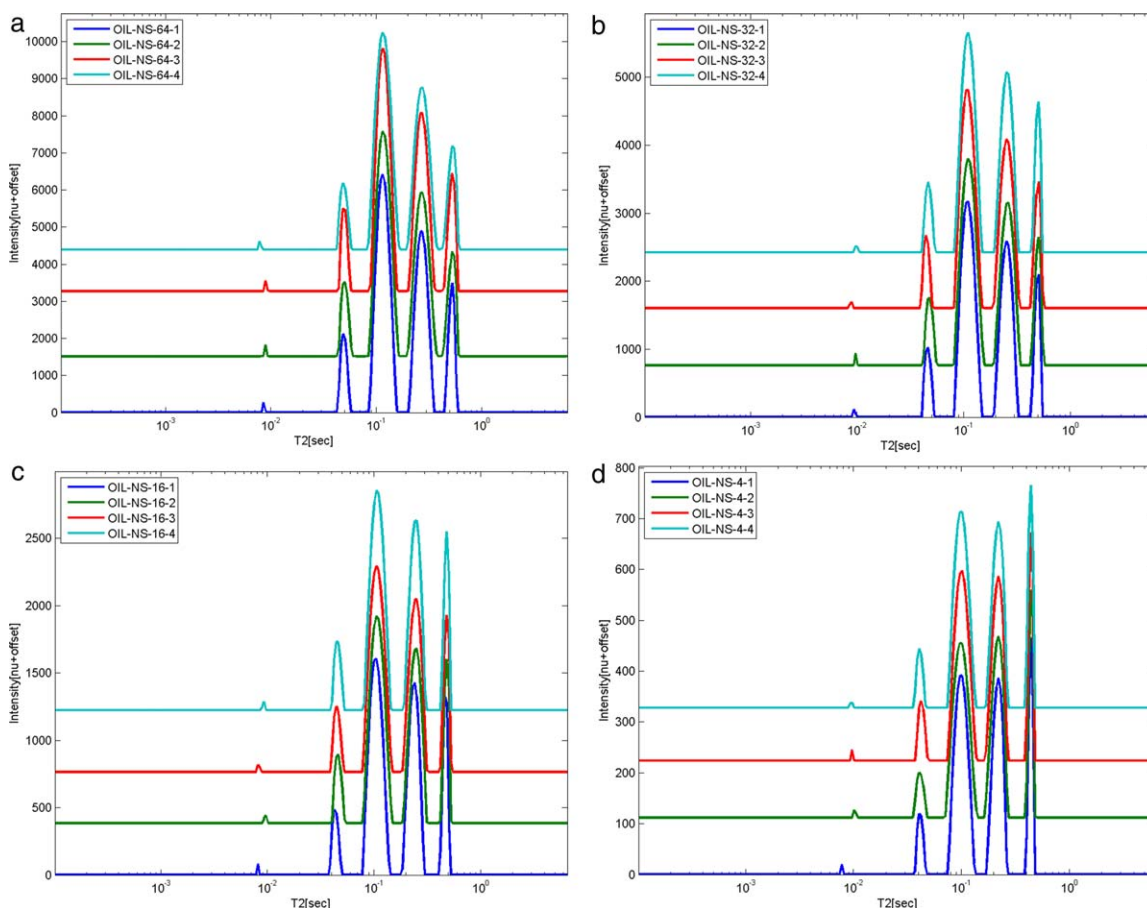 a
OIL-NS-64-1
OIL-NS-64-2
OIL-NS-64-3
OIL-NS-64-4
10000
9000
8000
7000
6000
5000
4000
3000
2000
1000
0
Intensity[nu+offset]
10-3 10-2 10-1 100
T2[sec]
b
OIL-NS-32-1
OIL-NS-32-2
OIL-NS-32-3
OIL-NS-32-4
5000
4000
3000
2000
1000
0
Intensity[nu+offset]
10-3 10-2 10-1 100
T2[sec]
c
OIL-NS-16-1
OIL-NS-16-2
OIL-NS-16-3
OIL-NS-16-4
2500
2000
1500
1000
500
0
Intensity[nu+offset]
10-3 10-2 10-1 100
T2[sec]
d
OIL-NS-4-1
OIL-NS-4-2
OIL-NS-4-3
OIL-NS-4-4
800
700
600
500
400
300
200
100
0
Intensity[nu+offset]
10-3 10-2 10-1 100
T2[sec]